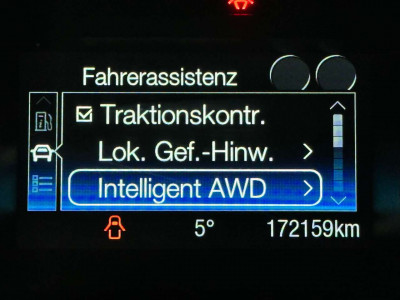 Fahrerassistenz
Traktionskontr.
Lok. Gef.-Hinw.
Intelligent AWD
5° 172159km